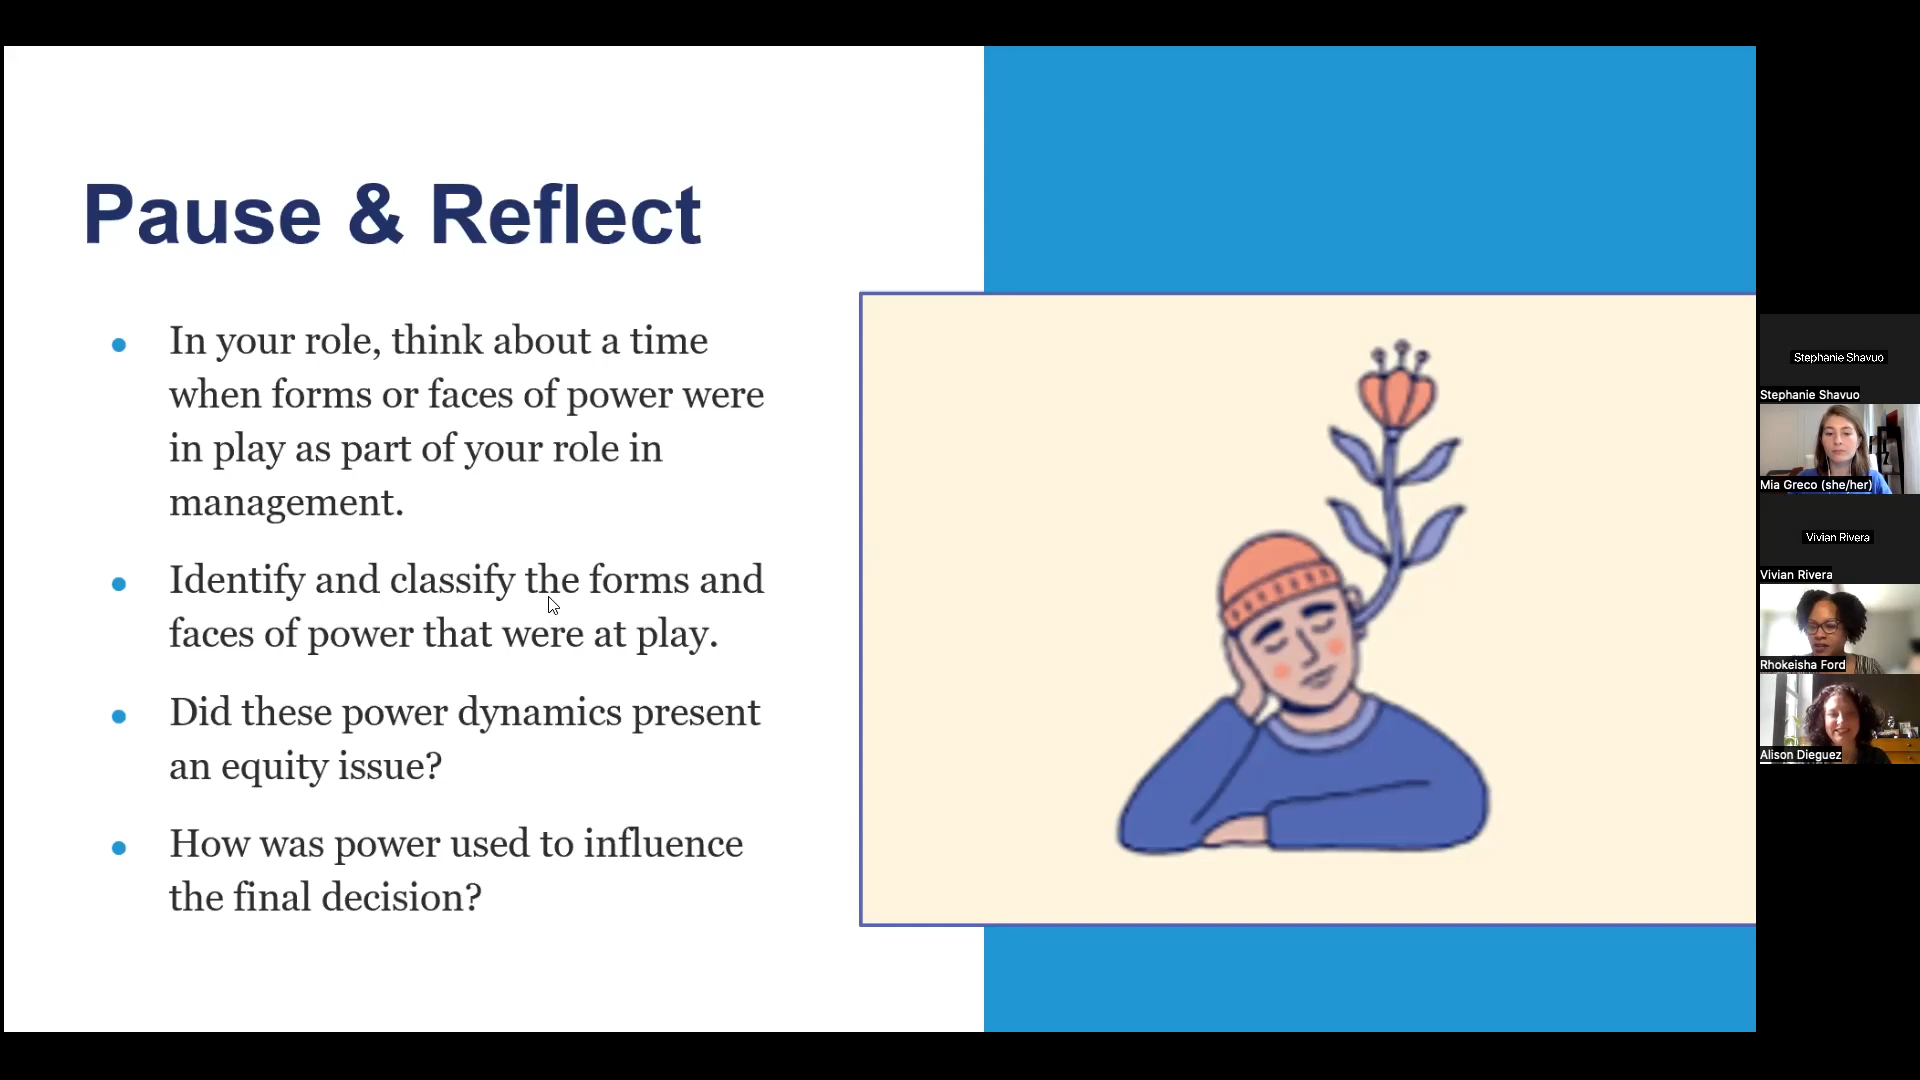 Pause & Reflect
In your role, think about a time
when forms or faces of power were
in play as part of your role in
management.
Identify and classify the forms and
faces of power that were at play.
Did these power dynamics present
an equity issue?
How was power used to influence
the final decision?
Stephanie Shavuo
Stephanie Shavuo
Mia Greco (she/her)
Vivian Rivera
Vivian Rivera
Rhokeisha Ford
Alison Dieguez